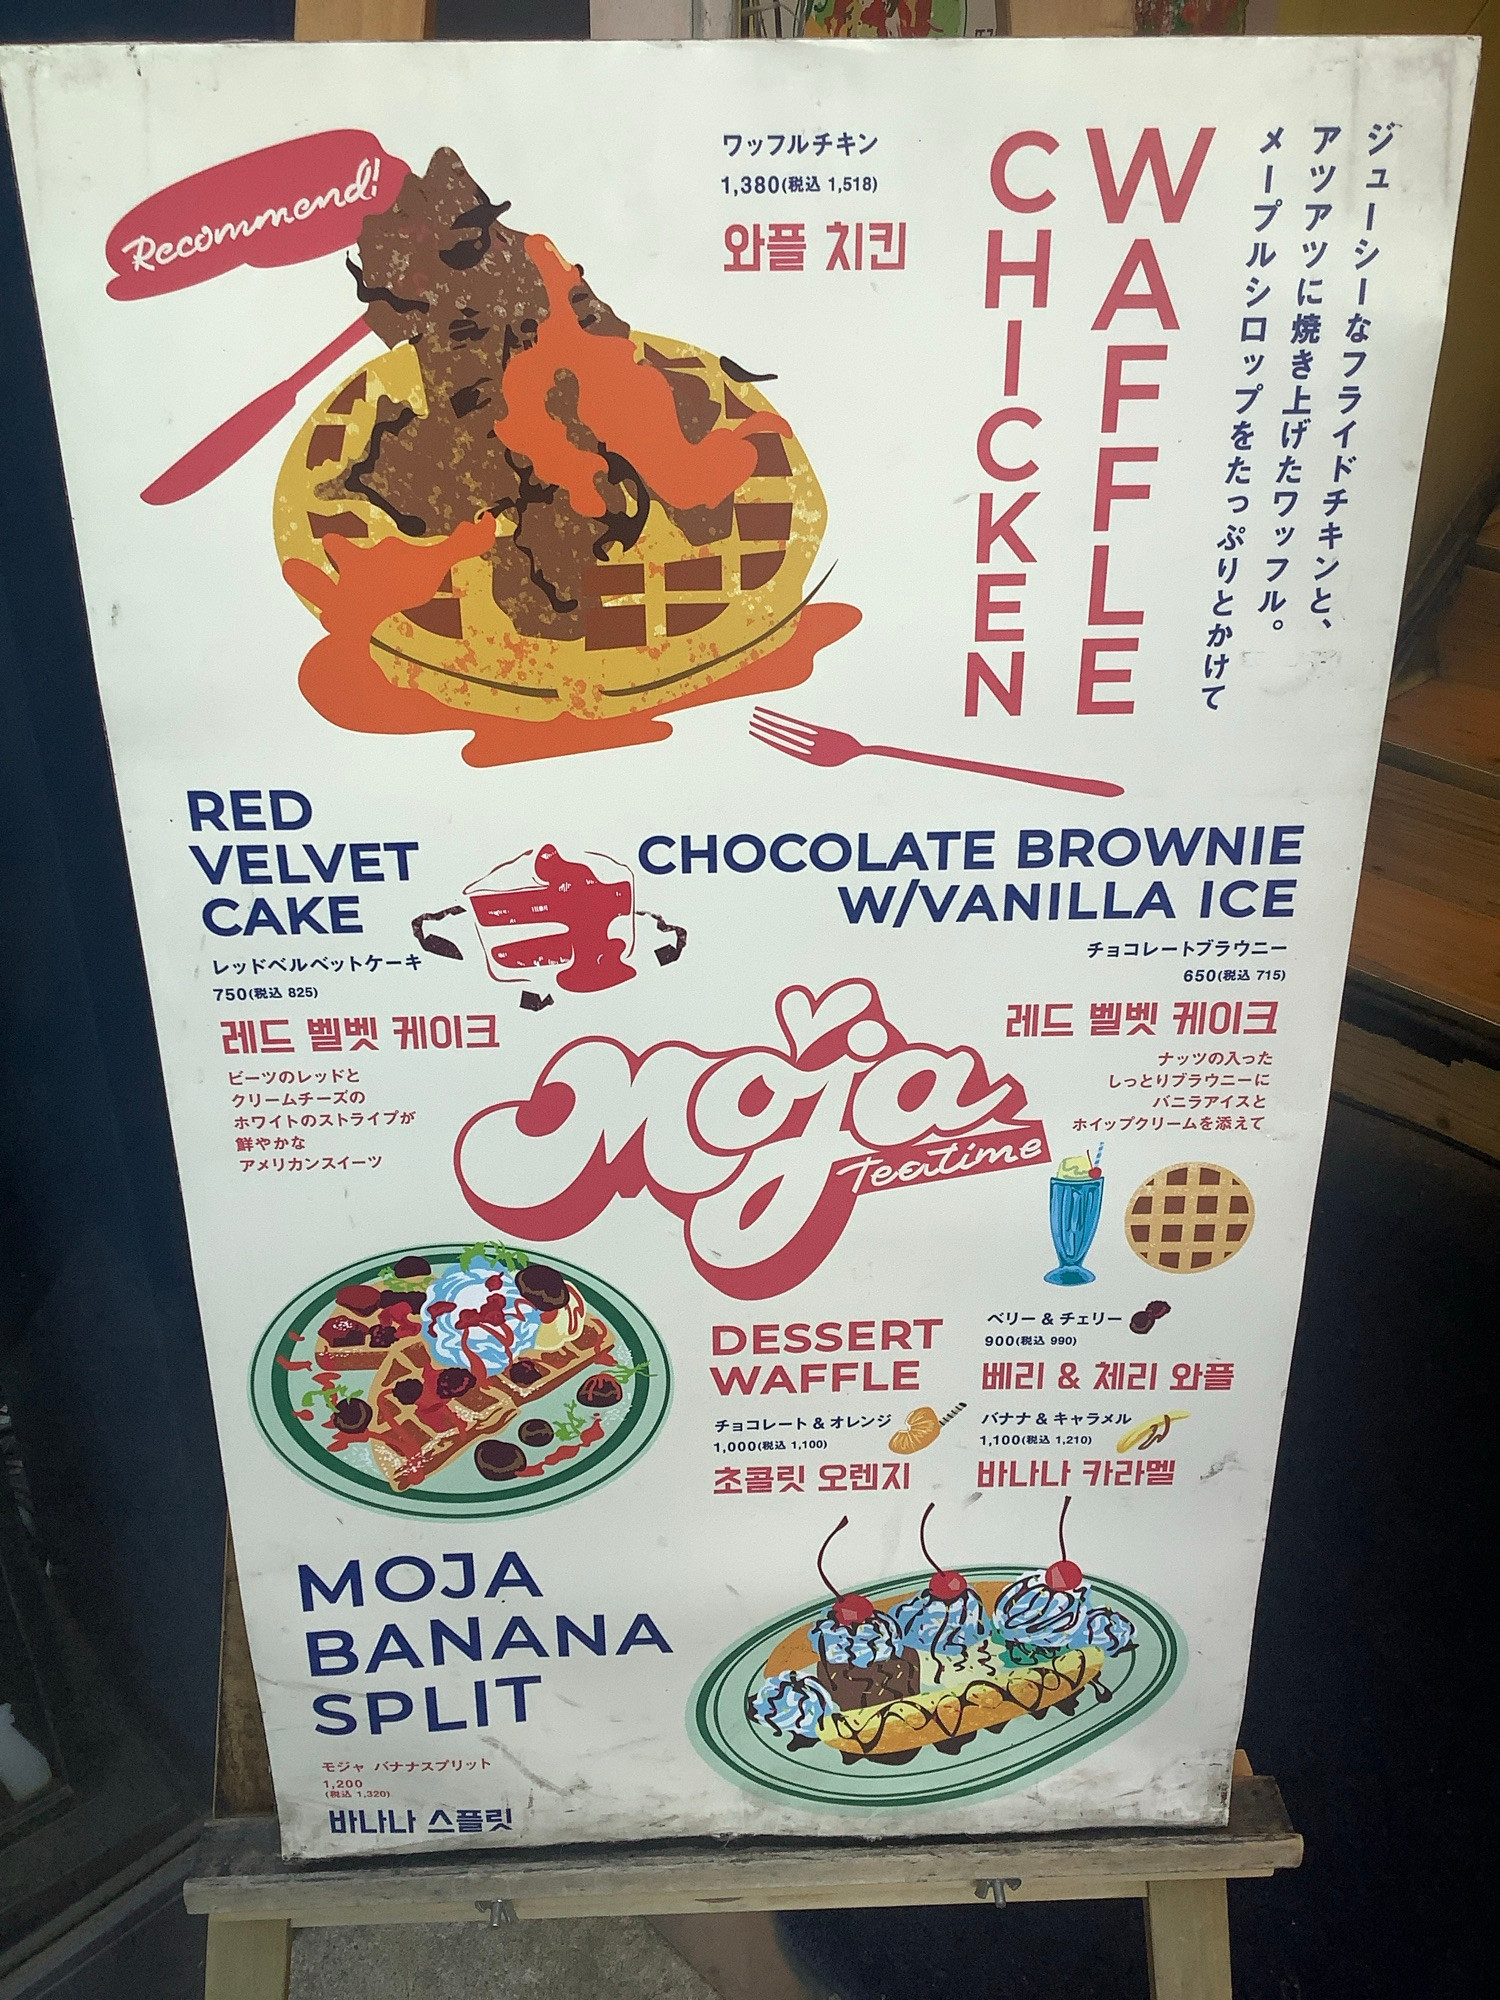 Recommend!
ワッフルチキン
1,380(税込 1,518)
와플 치킨
WAFFLE
CHICKEN
ジューシーなフライドチキンと、
アツアツに焼き上げたワッフル。
メープルシロップをたっぷりとかけて
RED
VELVET
CAKE
レッドベルベットケーキ
750(税込 825)
레드 벨벳 케이크
ビーツのレッドと
クリームチーズの
ホワイトのストライプが
鮮やかな
アメリカンスイーツ
CHOCOLATE BROWNIE
W/VANILLA ICE
チョコレートブラウニー
650(税込 715)
레드 벨벳 케이크
ナッツの入った
しっとりブラウニーに
バニラアイスと
ホイップクリームを添えて
Moja
Teatime
DESSERT
WAFFLE
ベリー & チェリー
900(税込 990)
베리 & 체리 와플
チョコレート & オレンジ
1,000(税込 1,100)
초콜릿 오렌지
バナナ & キャラメル
1,100(税込 1,210)
바나나 카라멜
MOJA
BANANA
SPLIT
モジャ バナナスプリット
1,200
(税込 1,320)
바나나 스플릿